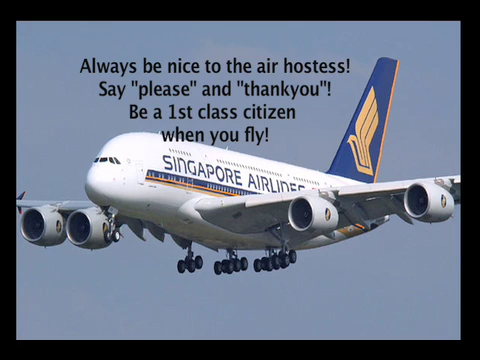 Always be nice to the air hostess!
Say "please" and "thankyou"!
Be a 1st class citizen
when you fly!
SINGAPORE AIRLINES